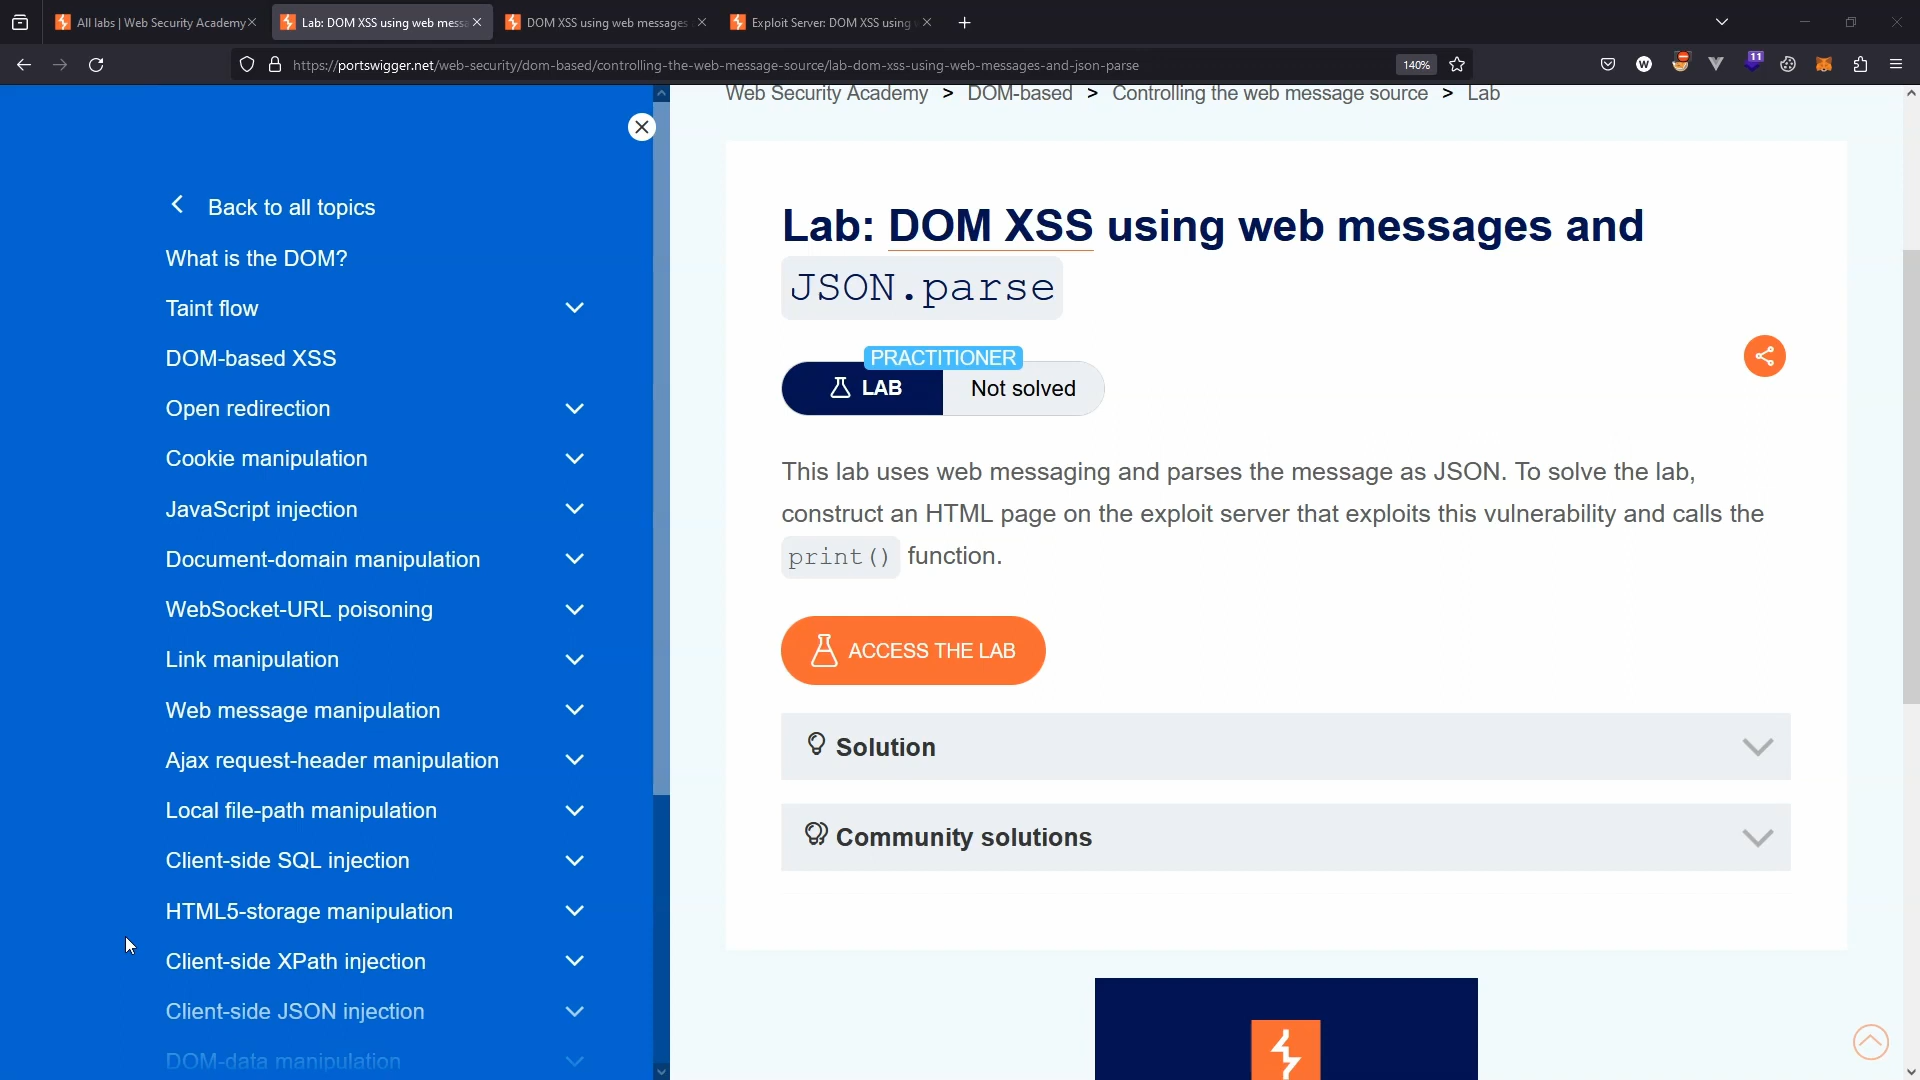 All labs | Web Security Academy
Lab: DOM XSS using web mess
DOM XSS using web messages
Exploit Server: DOM XSS using
https://portswigger.net/web-security/dom-based/controlling-the-web-message-source/lab-dom-xss-using-web-messages-and-json-parse
140%
11
Web Security Academy > DOM-based > Controlling the web message source > Lab
Back to all topics
What is the DOM?
Taint flow
DOM-based XSS
Open redirection
Cookie manipulation
JavaScript injection
Document-domain manipulation
WebSocket-URL poisoning
Link manipulation
Web message manipulation
Ajax request-header manipulation
Local file-path manipulation
Client-side SQL injection
HTML5-storage manipulation
Client-side XPath injection
Client-side JSON injection
DOM-data manipulation
Lab: DOM XSS using web messages and
JSON.parse
PRACTITIONER
LAB Not solved
This lab uses web messaging and parses the message as JSON. To solve the lab,
construct an HTML page on the exploit server that exploits this vulnerability and calls the
print() function.
ACCESS THE LAB
Solution
Community solutions